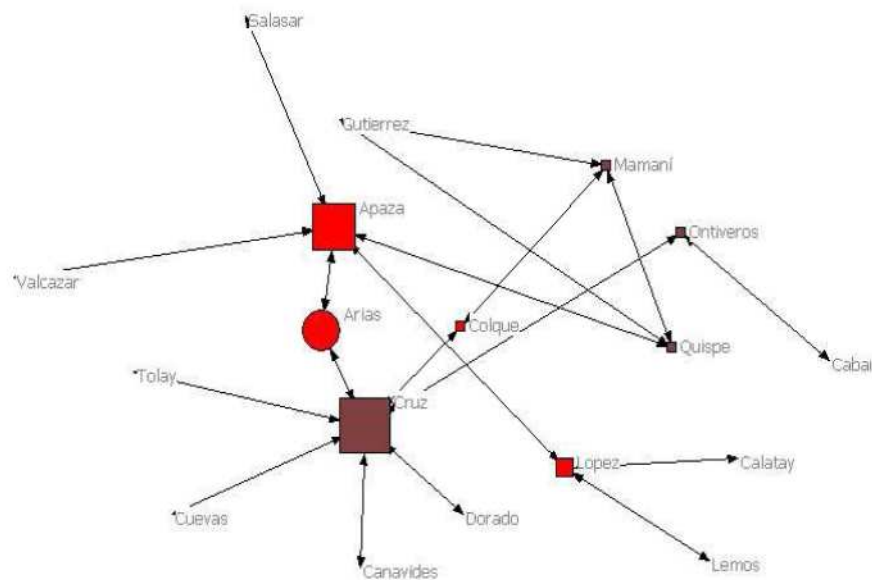 Salasar
Gutierrez
Mamaní
Apaza
Ontiveros
Valcazar
Arias
Colque
Quispe
Cabai
Tolay
Cruz
Lopez
Calatay
Cuevas
Dorado
Canavides
Lemos